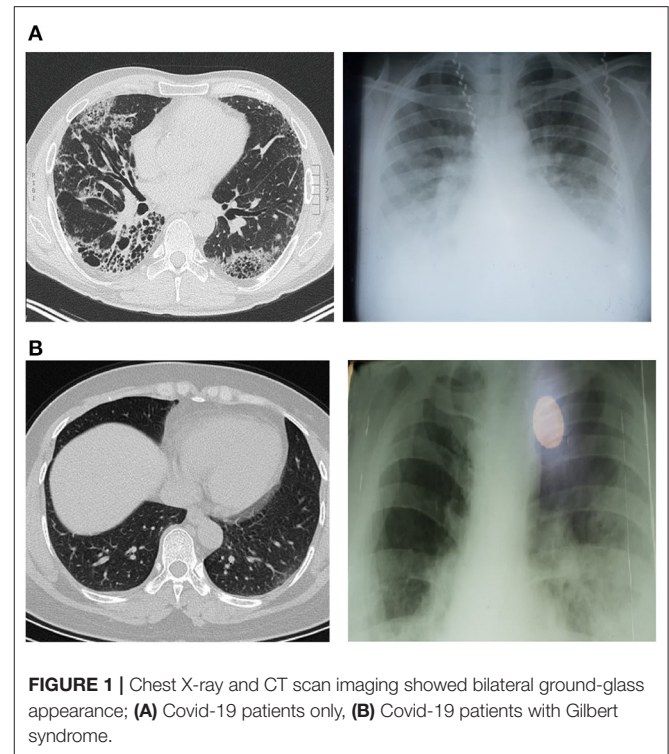 A
B
FIGURE 1 | Chest X-ray and CT scan imaging showed bilateral ground-glass
appearance; (A) Covid-19 patients only, (B) Covid-19 patients with Gilbert
syndrome.